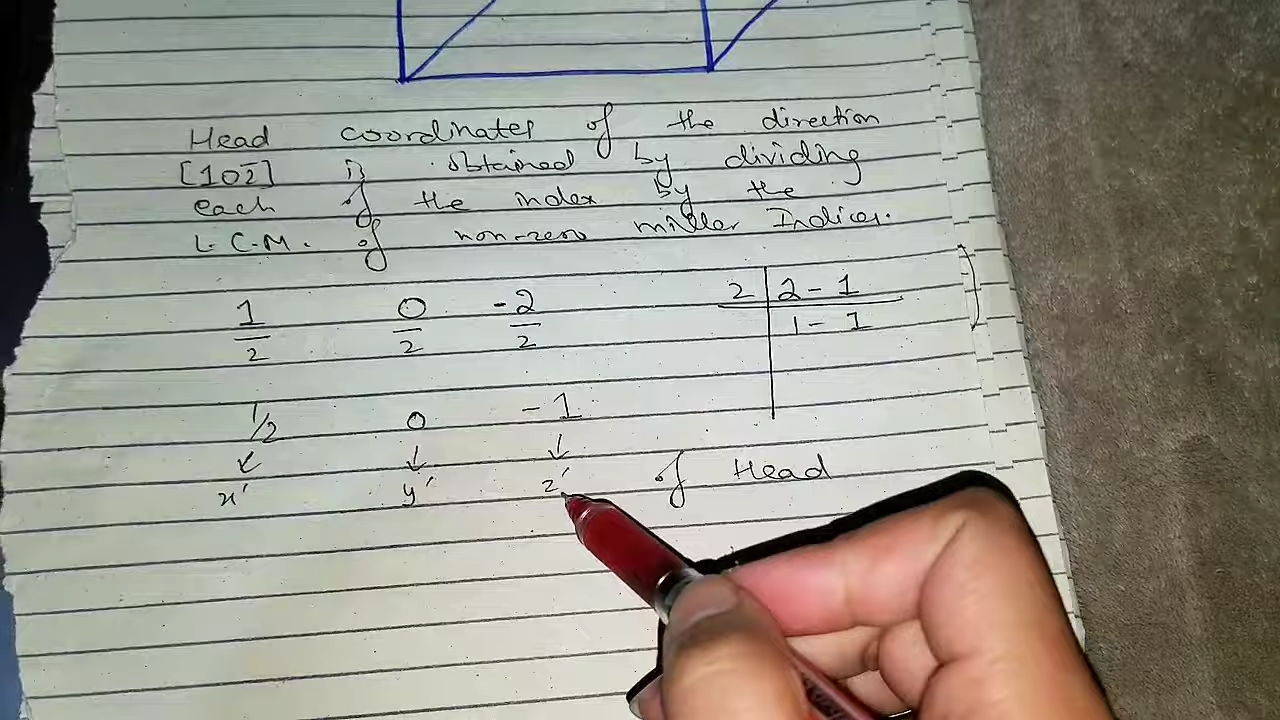 Head coordinates of the direction
[102̄] is obtained by dividing
each of the index by the
L.C.M. of non-zero miller Indices.
1/2 0/2 -2/2
2 | 2 - 1
1 - 1
1/2 0 -1
↙ ↓ ↓
x' y' z' of Head